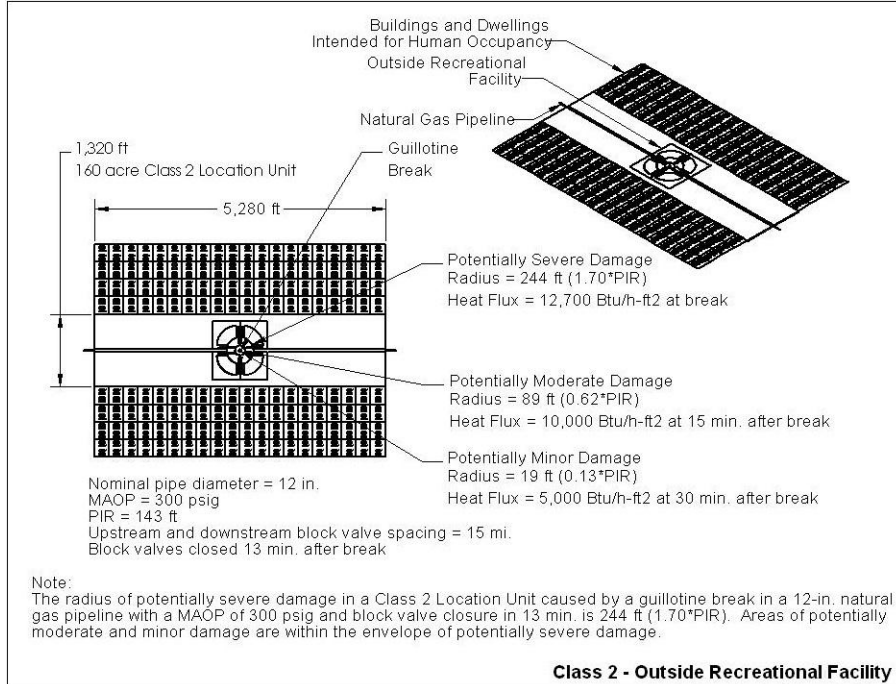 Buildings and Dwellings
Intended for Human Occupancy
Outside Recreational
Facility
Natural Gas Pipeline
Guillotine
Break
1,320 ft
160 acre Class 2 Location Unit
5,280 ft
Potentially Severe Damage
Radius = 244 ft (1.70*PIR)
Heat Flux = 12,700 Btu/h-ft2 at break
Potentially Moderate Damage
Radius = 89 ft (0.62*PIR)
Heat Flux = 10,000 Btu/h-ft2 at 15 min. after break
Potentially Minor Damage
Radius = 19 ft (0.13*PIR)
Heat Flux = 5,000 Btu/h-ft2 at 30 min. after break
Nominal pipe diameter = 12 in.
MAOP = 300 psig
PIR = 143 ft
Upstream and downstream block valve spacing = 15 mi.
Block valves closed 13 min. after break
Note:
The radius of potentially severe damage in a Class 2 Location Unit caused by a guillotine break in a 12-in. natural
gas pipeline with a MAOP of 300 psig and block valve closure in 13 min. is 244 ft (1.70*PIR). Areas of potentially
moderate and minor damage are within the envelope of potentially severe damage.
Class 2 - Outside Recreational Facility